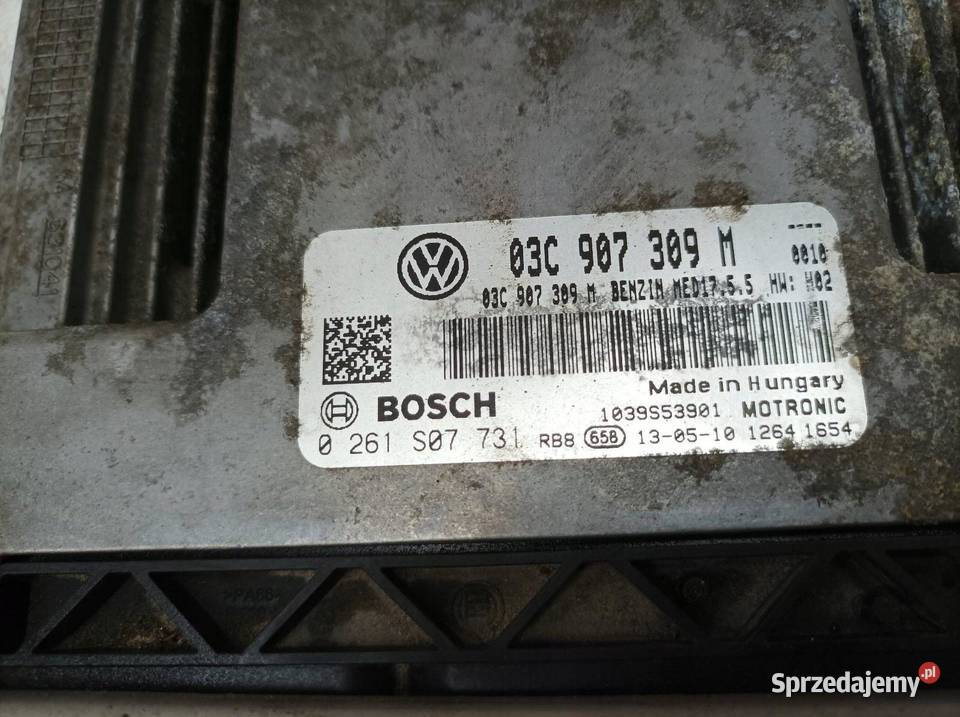 03C 907 309 M
0010
03C 907 309 M BENZIN MED17.5.5 HW: H02
Made in Hungary
BOSCH
1039S53901 MOTRONIC
0 261 S07 731 RB8 658 13-05-10 1264 1654
>PA66-
Sprzedajemy.pl